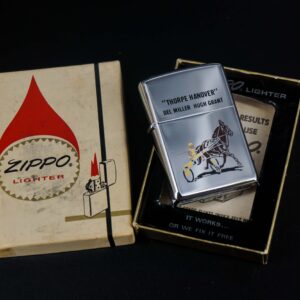 ZIPPO
LIGHTER
"THORPE HANOVER"
DEL MILLER HUGH GRANT
LIGHTER
RESULTS
USE
IT WORKS...
OR WE FIX IT FREE